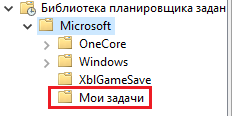 Библиотека планировщика задан
Microsoft
OneCore
Windows
XblGameSave
Мои задачи